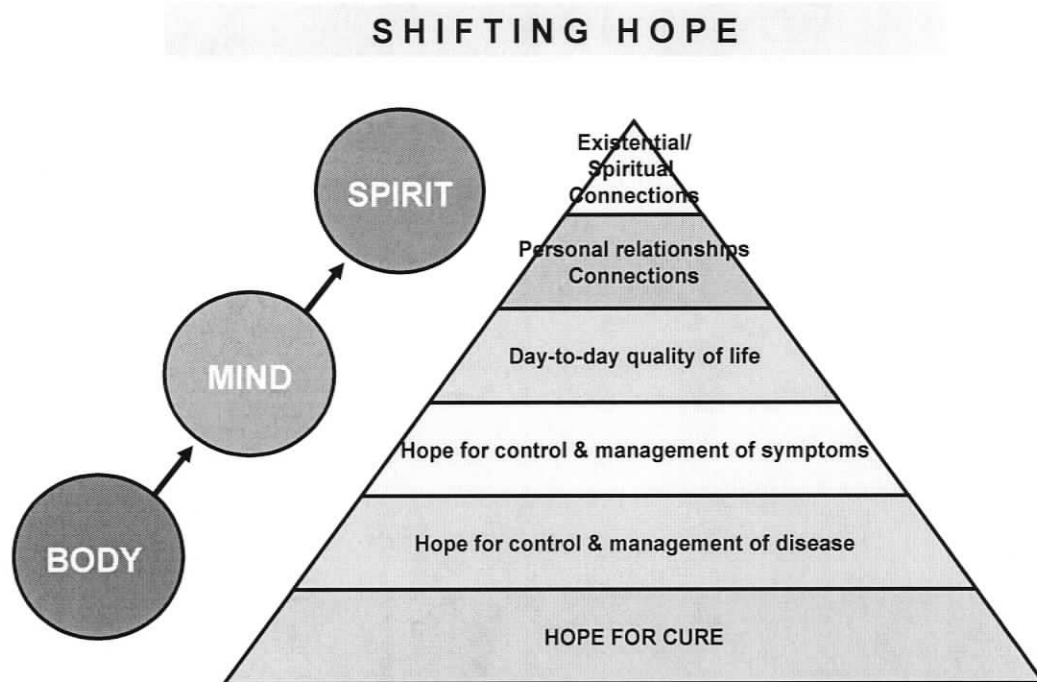 SHIFTING HOPE
SPIRIT
MIND
BODY
Existential/
Spiritual
Connections
Personal relationships
Connections
Day-to-day quality of life
Hope for control & management of symptoms
Hope for control & management of disease
HOPE FOR CURE